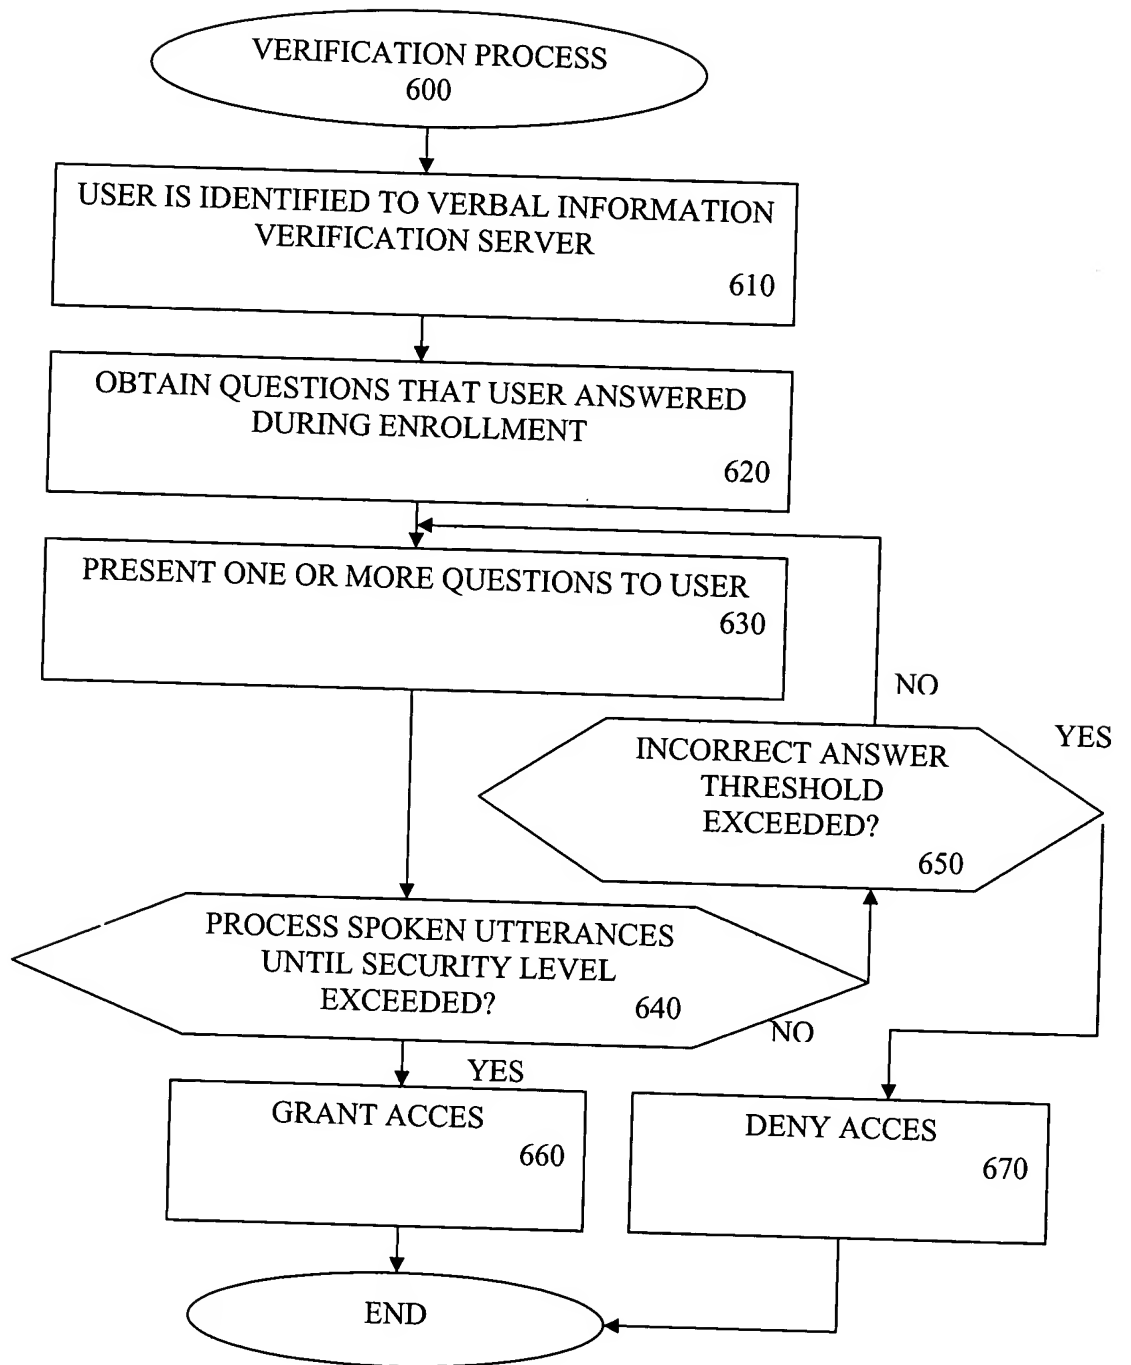 VERIFICATION PROCESS
600
USER IS IDENTIFIED TO VERBAL INFORMATION
VERIFICATION SERVER
610
OBTAIN QUESTIONS THAT USER ANSWERED
DURING ENROLLMENT
620
PRESENT ONE OR MORE QUESTIONS TO USER
630
NO
YES
INCORRECT ANSWER
THRESHOLD
EXCEEDED?
650
PROCESS SPOKEN UTTERANCES
UNTIL SECURITY LEVEL
EXCEEDED?
640
NO
YES
GRANT ACCES
660
DENY ACCES
670
END